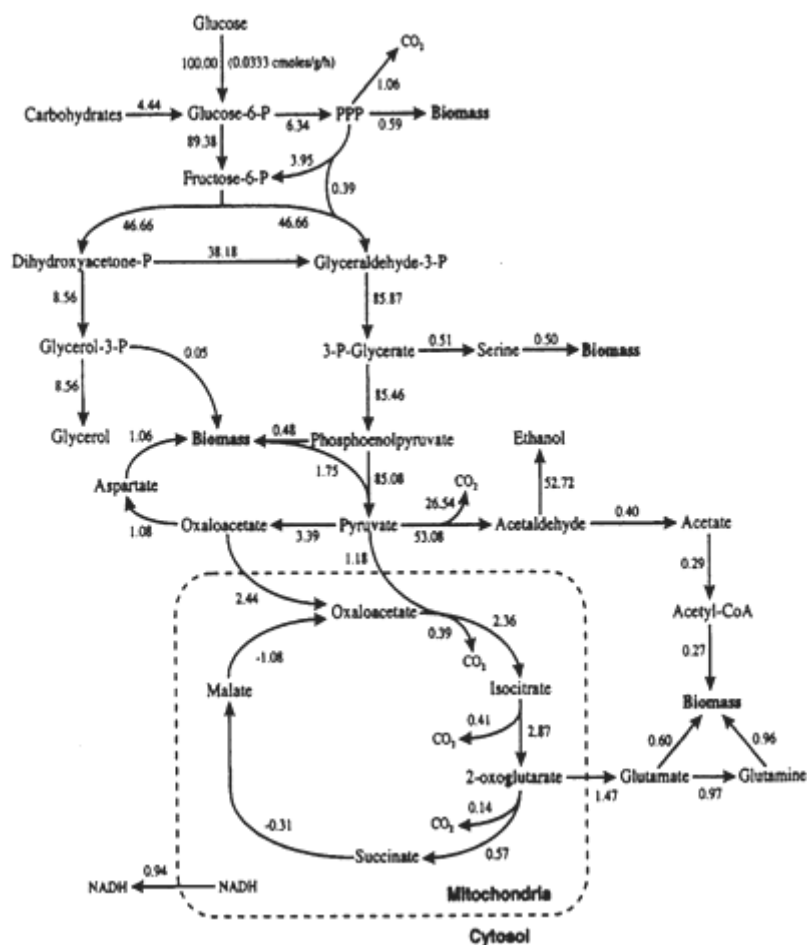 Glucose
100.00 (0.0333 cmoles/g/h)
CO2
1.06
Carbohydrates 4.44 Glucose-6-P 6.34 PPP 0.59 Biomass
89.38
3.95
Fructose-6-P
0.39
46.66 46.66
Dihydroxyacetone-P 38.18 Glyceraldehyde-3-P
8.56 85.87
Glycerol-3-P 0.05 3-P-Glycerate 0.51 Serine 0.50 Biomass
8.56 85.46
Glycerol 1.06 Biomass 0.48 Phosphoenolpyruvate Ethanol
1.75 85.08 CO2 52.72
Aspartate 26.54
1.08 Oxaloacetate 3.39 Pyruvate 53.08 Acetaldehyde 0.40 Acetate
1.18
0.29
2.44
Oxaloacetate 0.39 2.36 Acetyl-CoA
-1.08 CO2
0.27
Malate Isocitrate
Biomass
0.41 2.87
CO2
0.60 0.96
2-oxoglutarate 1.47 Glutamate 0.97 Glutamine
0.14
CO2
-0.31 0.57
Succinate
NADH 0.94 NADH
Mitochondria
Cytosol